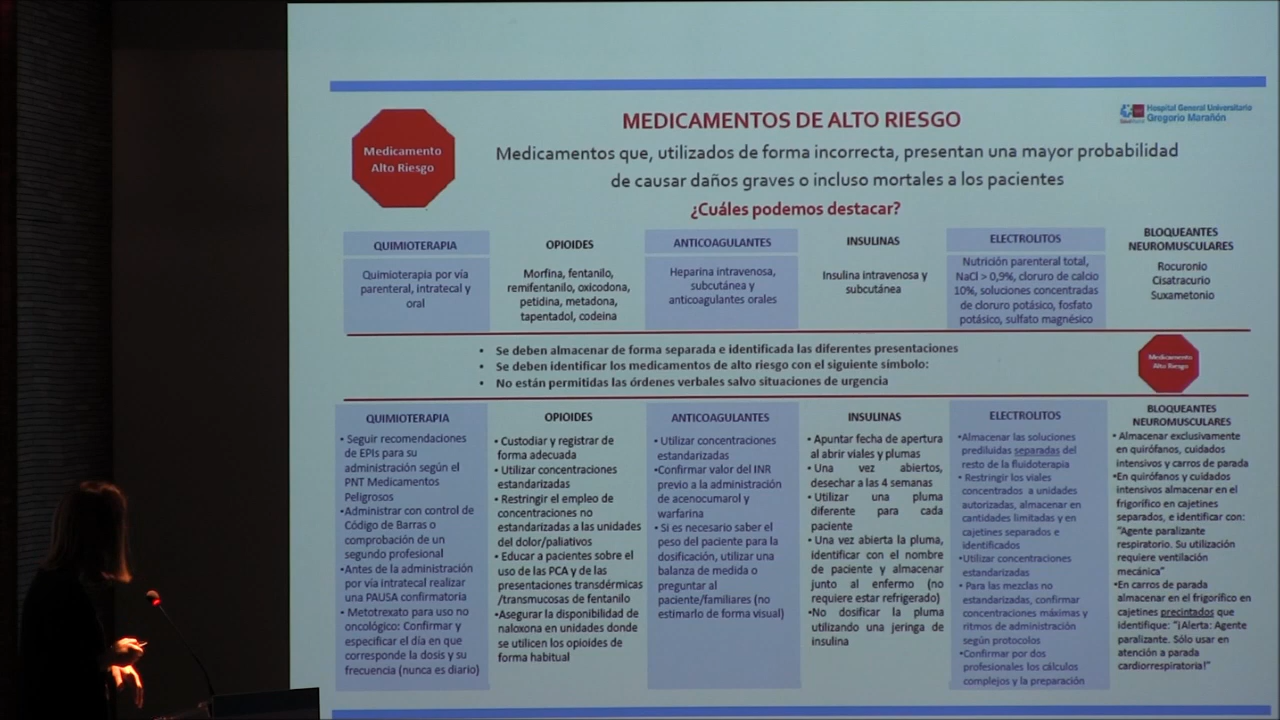 Medicamento
Alto Riesgo
MEDICAMENTOS DE ALTO RIESGO
Hospital General Universitario
Gregorio Marañón
Medicamentos que, utilizados de forma incorrecta, presentan una mayor probabilidad
de causar daños graves o incluso mortales a los pacientes
¿Cuáles podemos destacar?
QUIMIOTERAPIA
Quimioterapia por vía
parenteral, intratecal y
oral
OPIOIDES
Morfina, fentanilo,
remifentanilo, oxicodona,
petidina, metadona,
tapentadol, codeina
ANTICOAGULANTES
Heparina intravenosa,
subcutánea y
anticoagulantes orales
INSULINAS
Insulina intravenosa y
subcutánea
ELECTROLITOS
Nutrición parenteral total,
NaCl > 0,9%, cloruro de calcio
10%, soluciones concentradas
de cloruro potásico, fosfato
potásico, sulfato magnésico
BLOQUEANTES
NEUROMUSCULARES
Rocuronio
Cisatracurio
Suxametonio
• Se deben almacenar de forma separada e identificada las diferentes presentaciones
• Se deben identificar los medicamentos de alto riesgo con el siguiente símbolo:
• No están permitidas las órdenes verbales salvo situaciones de urgencia
Medicamento
Alto Riesgo
QUIMIOTERAPIA
• Seguir recomendaciones
de EPIs para su
administración según el
PNT Medicamentos
Peligrosos
•Administrar con control de
Código de Barras o
comprobación de un
segundo profesional
•Antes de la administración
por vía intratecal realizar
una PAUSA confirmatoria
• Metotrexato para uso no
oncológico: Confirmar y
especificar el día en que
corresponde la dosis y su
frecuencia (nunca es diario)
OPIOIDES
• Custodiar y registrar de
forma adecuada
• Utilizar concentraciones
estandarizadas
• Restringir el empleo de
concentraciones no
estandarizadas a las unidades
del dolor/paliativos
• Educar a pacientes sobre el
uso de las PCA y de las
presentaciones transdérmicas
/transmucosas de fentanilo
•Asegurar la disponibilidad de
naloxona en unidades donde
se utilicen los opioides de
forma habitual
ANTICOAGULANTES
• Utilizar concentraciones
estandarizadas
•Confirmar valor del INR
previo a la administración
de acenocumarol y
warfarina
• Si es necesario saber el
peso del paciente para la
dosificación, utilizar una
balanza de medida o
preguntar al
paciente/familiares (no
estimarlo de forma visual)
INSULINAS
• Apuntar fecha de apertura
al abrir viales y plumas
• Una vez abiertos,
desechar a las 4 semanas
• Utilizar una pluma
diferente para cada
paciente
• Una vez abierta la pluma,
identificar con el nombre
de paciente y almacenar
junto al enfermo (no
requiere estar refrigerado)
•No dosificar la pluma
utilizando una jeringa de
insulina
ELECTROLITOS
•Almacenar las soluciones
prediluidas separadas del
resto de la fluidoterapia
• Restringir los viales
concentrados a unidades
autorizadas, almacenar en
cantidades limitadas y en
cajetines separados e
identificados
•Utilizar concentraciones
estandarizadas
• Para las mezclas no
estandarizadas, confirmar
concentraciones máximas y
ritmos de administración
según protocolos
•Confirmar por dos
profesionales los cálculos
complejos y la preparación
BLOQUEANTES
NEUROMUSCULARES
• Almacenar exclusivamente
en quirófanos, cuidados
intensivos y carros de parada
•En quirófanos y cuidados
intensivos almacenar en el
frigorífico en cajetines
separados, e identificar con:
"Agente paralizante
respiratorio. Su utilización
requiere ventilación
mecánica"
•En carros de parada
almacenar en el frigorífico en
cajetines precintados que
identifique: "¡Alerta: Agente
paralizante. Sólo usar en
atención a parada
cardiorrespiratoria!"